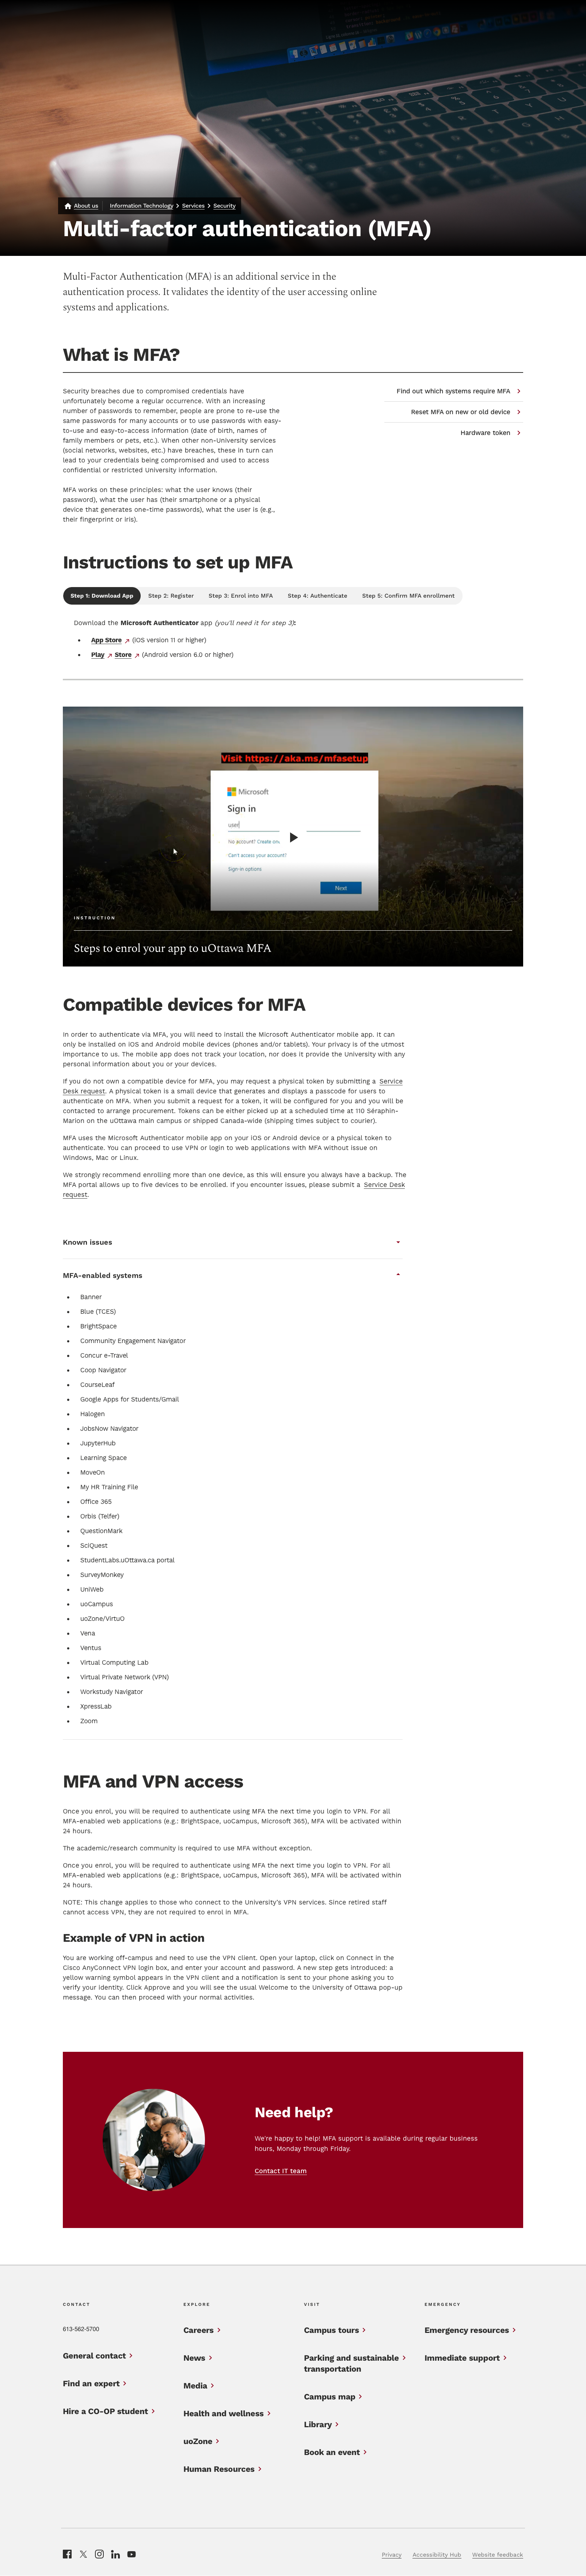 About us Information Technology Services Security
Multi-factor authentication (MFA)
Multi-Factor Authentication (MFA) is an additional service in the
authentication process. It validates the identity of the user accessing online
systems and applications.
What is MFA?
Security breaches due to compromised credentials have
unfortunately become a regular occurrence. With an increasing
number of passwords to remember, people are prone to re-use the
same passwords for many accounts or to use passwords with easy-
to-use and easy-to-access information (date of birth, names of
family members or pets, etc.). When other non-University services
(social networks, websites, etc.) have breaches, these in turn can
lead to your credentials being compromised and used to access
confidential or restricted University information.
MFA works on these principles: what the user knows (their
password), what the user has (their smartphone or a physical
device that generates one-time passwords), what the user is (e.g.,
their fingerprint or iris).
Find out which systems require MFA
Reset MFA on new or old device
Hardware token
Instructions to set up MFA
Step 1: Download App Step 2: Register Step 3: Enrol into MFA Step 4: Authenticate Step 5: Confirm MFA enrollment
Download the Microsoft Authenticator app (you'll need it for step 3):
App Store (iOS version 11 or higher)
Play Store (Android version 6.0 or higher)
Visit https://aka.ms/mfasetup
Microsoft
Sign in
user
No account? Create one
Can't access your account?
Sign-in options
Next
INSTRUCTION
Steps to enrol your app to uOttawa MFA
Compatible devices for MFA
In order to authenticate via MFA, you will need to install the Microsoft Authenticator mobile app. It can
only be installed on iOS and Android mobile devices (phones and/or tablets). Your privacy is of the utmost
importance to us. The mobile app does not track your location, nor does it provide the University with any
personal information about you or your devices.
If you do not own a compatible device for MFA, you may request a physical token by submitting a Service
Desk request. A physical token is a small device that generates and displays a passcode for users to
authenticate on MFA. When you submit a request for a token, it will be configured for you and you will be
contacted to arrange procurement. Tokens can be either picked up at a scheduled time at 110 Séraphin-
Marion on the uOttawa main campus or shipped Canada-wide (shipping times subject to courier).
MFA uses the Microsoft Authenticator mobile app on your iOS or Android device or a physical token to
authenticate. You can proceed to use VPN or login to web applications with MFA without issue on
Windows, Mac or Linux.
We strongly recommend enrolling more than one device, as this will ensure you always have a backup. The
MFA portal allows up to five devices to be enrolled. If you encounter issues, please submit a Service Desk
request.
Known issues
MFA-enabled systems
Banner
Blue (TCES)
BrightSpace
Community Engagement Navigator
Concur e-Travel
Coop Navigator
CourseLeaf
Google Apps for Students/Gmail
Halogen
JobsNow Navigator
JupyterHub
Learning Space
MoveOn
My HR Training File
Office 365
Orbis (Telfer)
QuestionMark
SciQuest
StudentLabs.uOttawa.ca portal
SurveyMonkey
UniWeb
uoCampus
uoZone/VirtuO
Vena
Ventus
Virtual Computing Lab
Virtual Private Network (VPN)
Workstudy Navigator
XpressLab
Zoom
MFA and VPN access
Once you enrol, you will be required to authenticate using MFA the next time you login to VPN. For all
MFA-enabled web applications (e.g.: BrightSpace, uoCampus, Microsoft 365), MFA will be activated within
24 hours.
The academic/research community is required to use MFA without exception.
Once you enrol, you will be required to authenticate using MFA the next time you login to VPN. For all
MFA-enabled web applications (e.g.: BrightSpace, uoCampus, Microsoft 365), MFA will be activated within
24 hours.
NOTE: This change applies to those who connect to the University's VPN services. Since retired staff
cannot access VPN, they are not required to enrol in MFA.
Example of VPN in action
You are working off-campus and need to use the VPN client. Open your laptop, click on Connect in the
Cisco AnyConnect VPN login box, and enter your account and password. A new step gets introduced: a
yellow warning symbol appears in the VPN client and a notification is sent to your phone asking you to
verify your identity. Click Approve and you will see the usual Welcome to the University of Ottawa pop-up
message. You can then proceed with your normal activities.
Need help?
We're happy to help! MFA support is available during regular business
hours, Monday through Friday.
Contact IT team
CONTACT
613-562-5700
General contact
Find an expert
Hire a CO-OP student
EXPLORE
Careers
News
Media
Health and wellness
uoZone
Human Resources
VISIT
Campus tours
Parking and sustainable
transportation
Campus map
Library
Book an event
EMERGENCY
Emergency resources
Immediate support
Privacy Accessibility Hub Website feedback